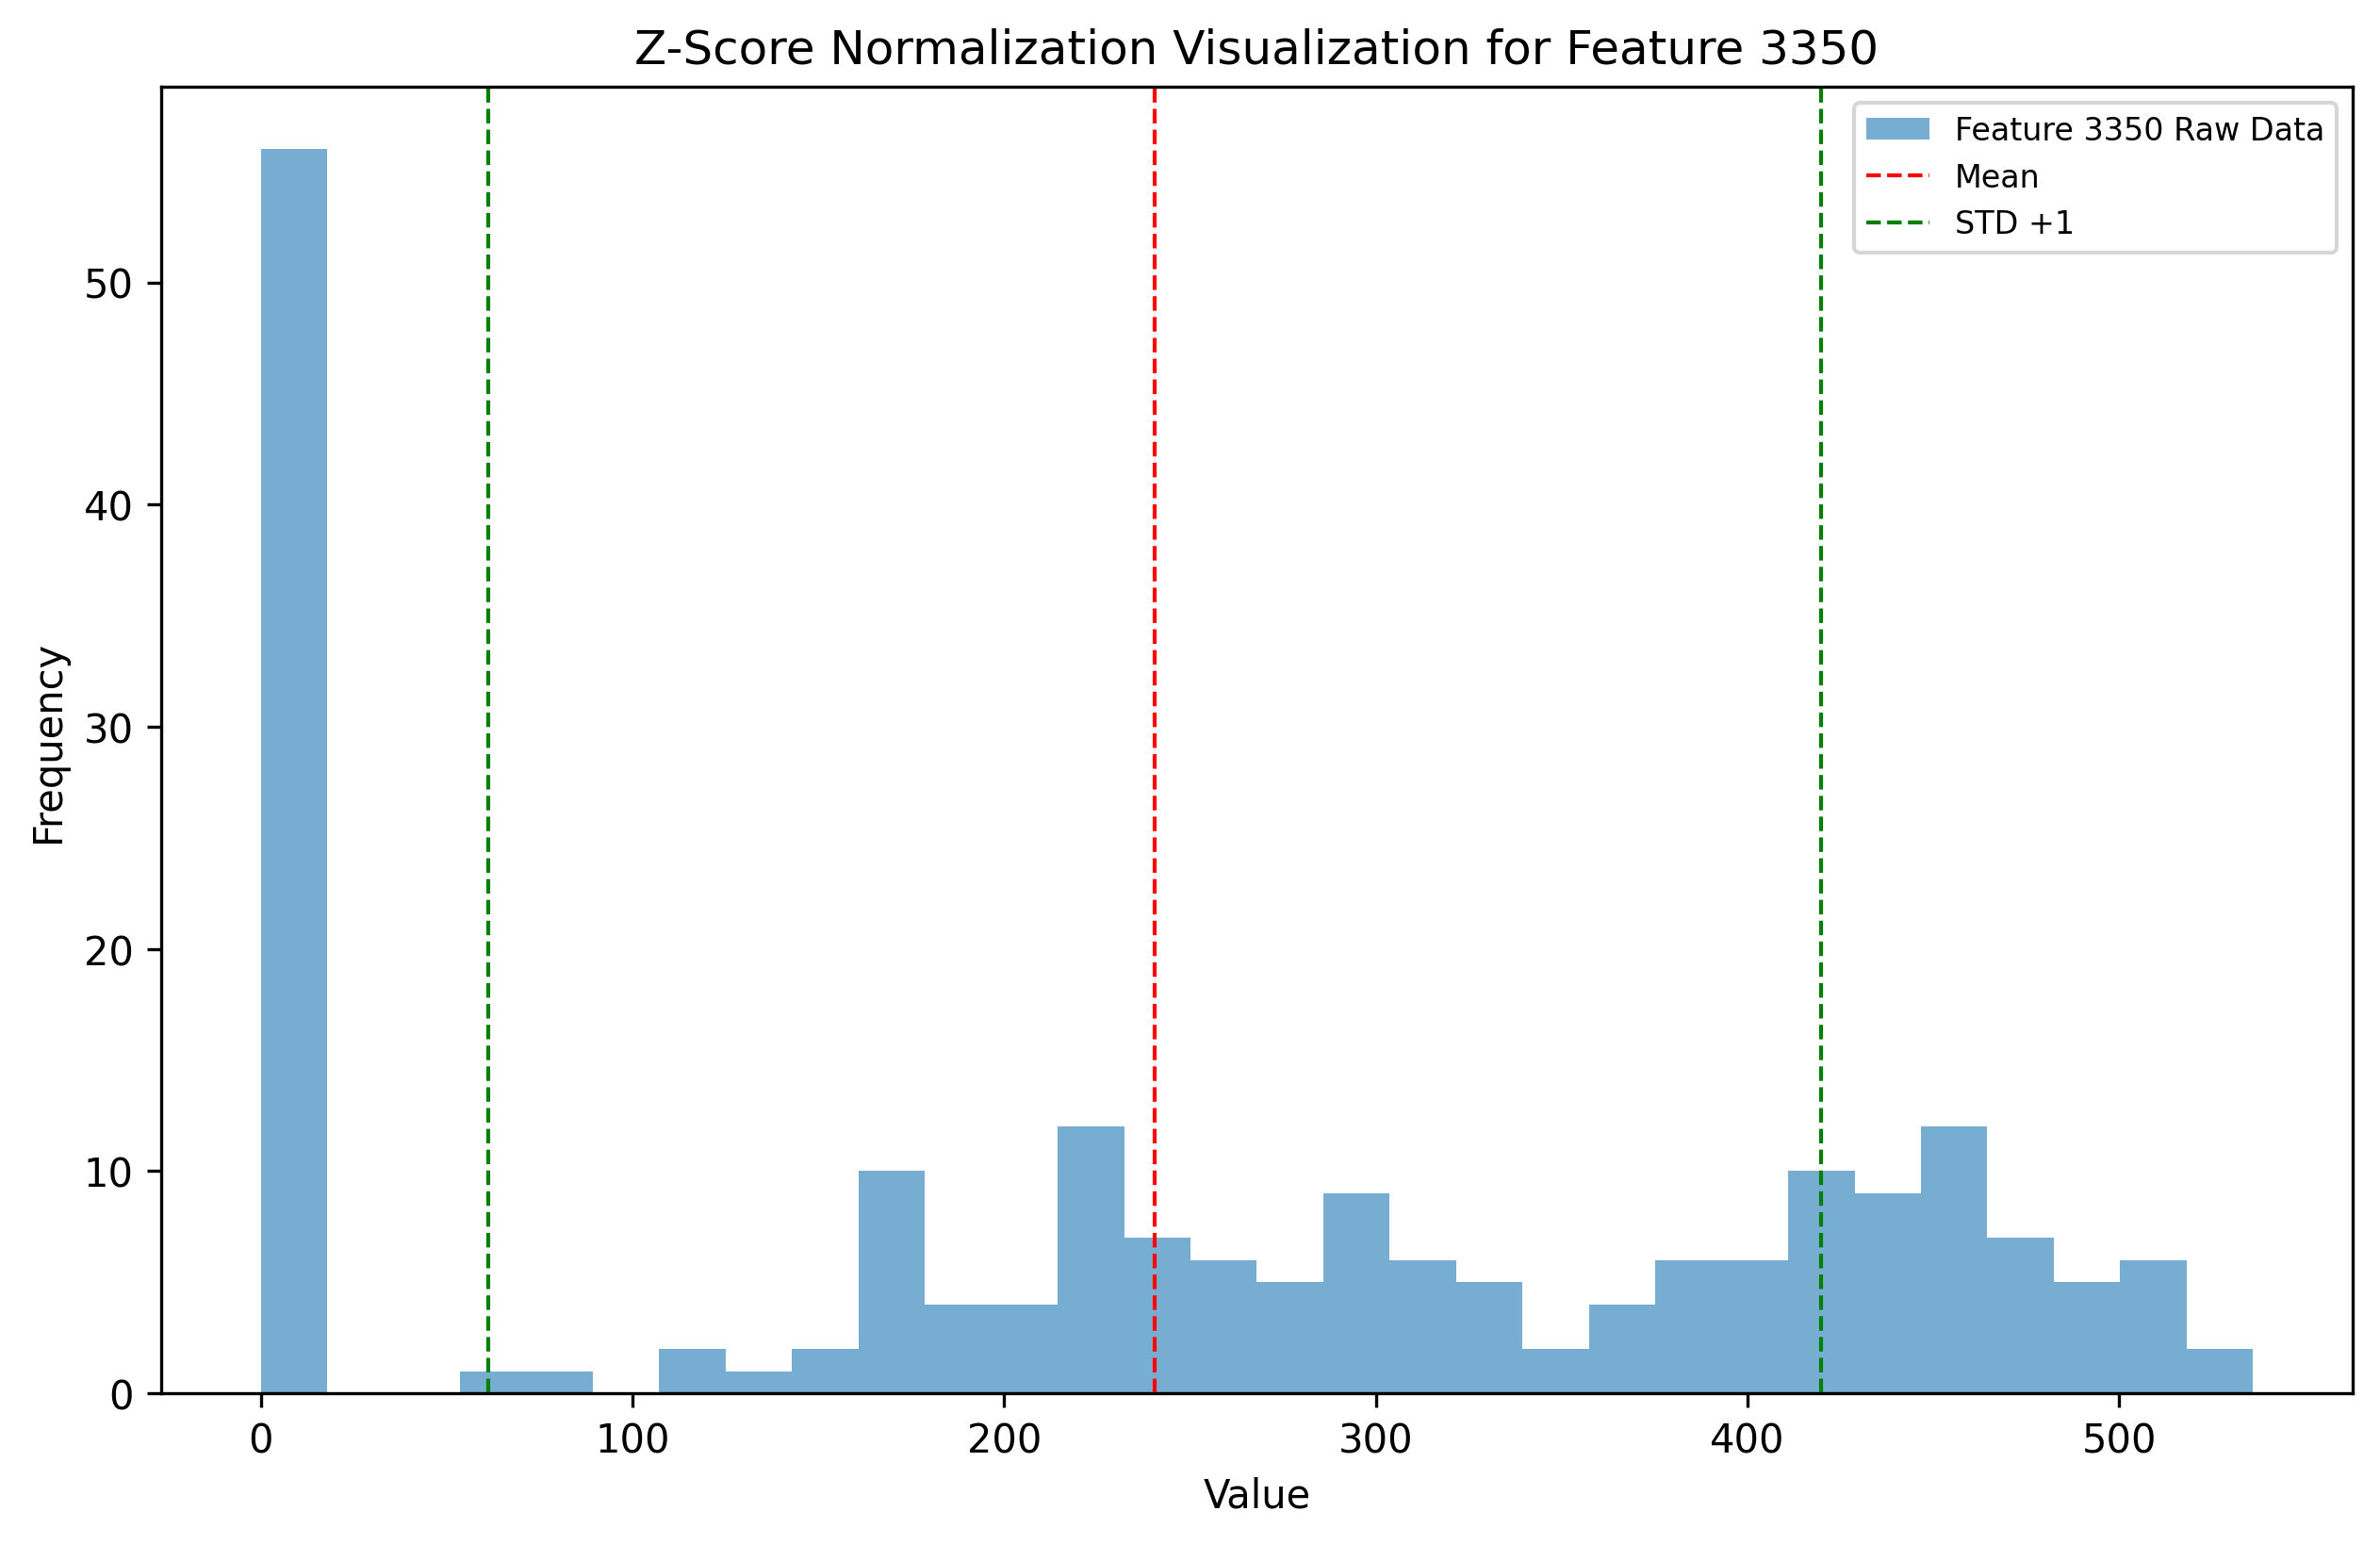 Z-Score Normalization Visualization for Feature 3350
Feature 3350 Raw Data
Mean
STD +1
Frequency
50
40
30
20
10
0
0 100 200 300 400 500
Value